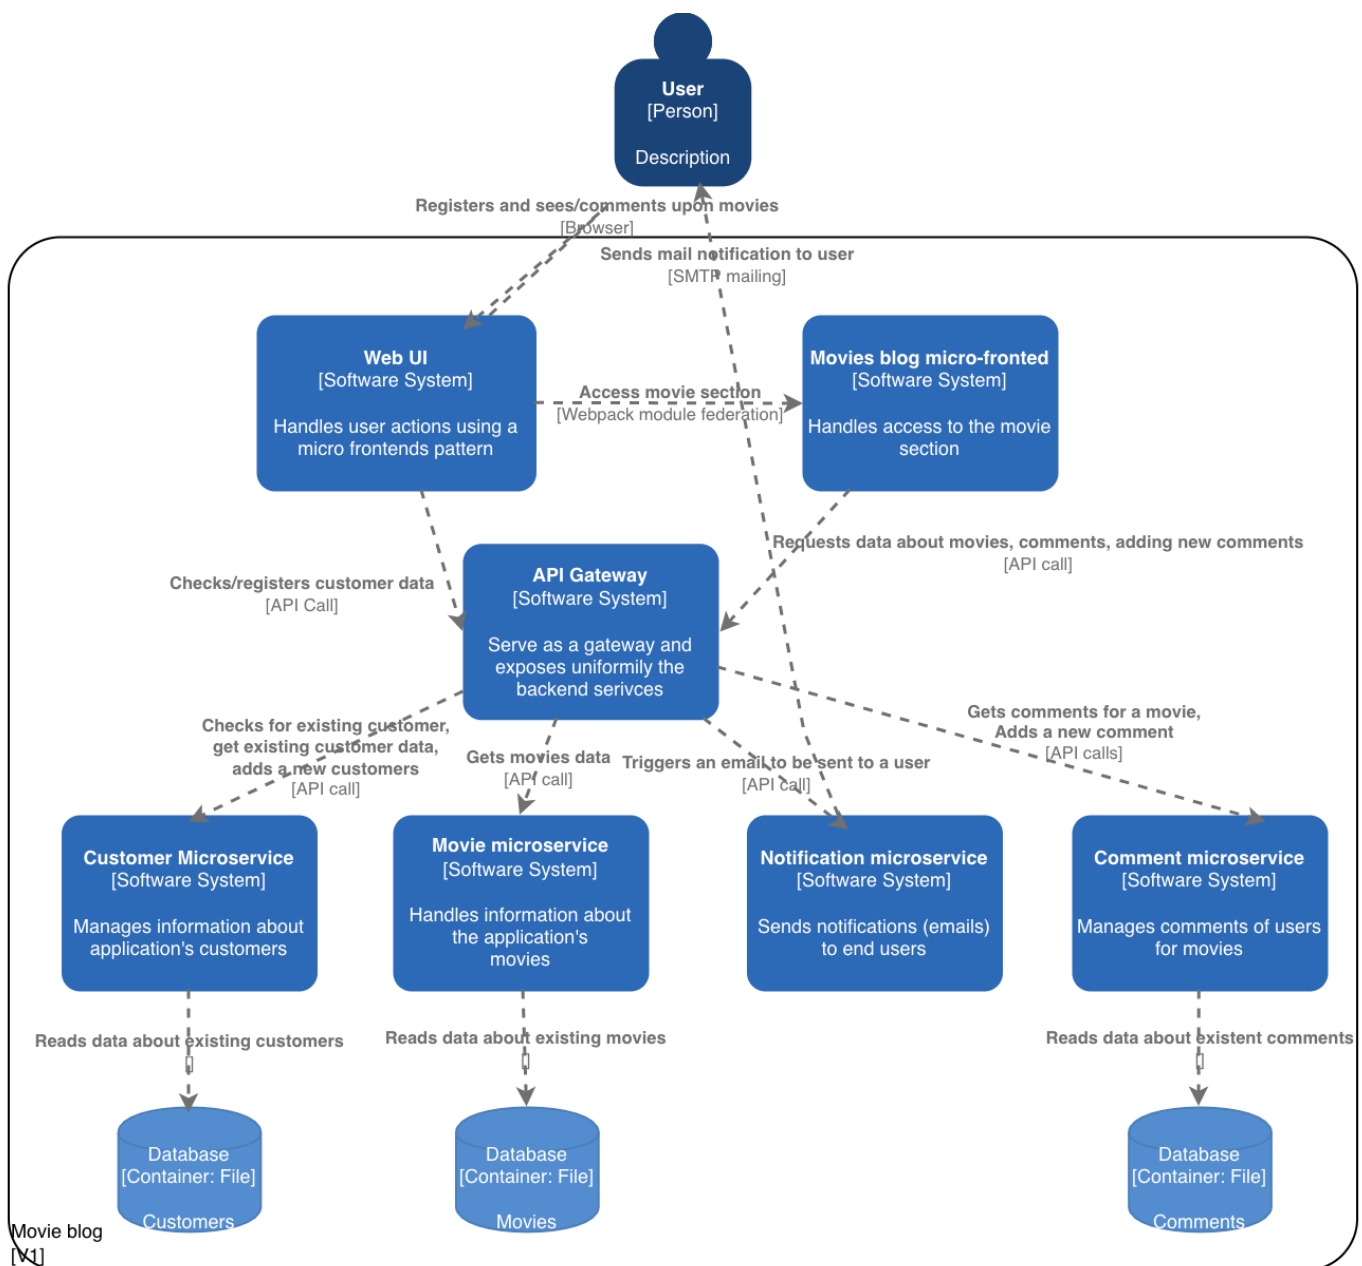 User
[Person]
Description
Registers and sees/comments upon movies
[Browser]
Sends mail notification to user
[SMTP mailing]
Web UI
[Software System]
Handles user actions using a
micro frontends pattern
Access movie section
[Webpack module federation]
Movies blog micro-fronted
[Software System]
Handles access to the movie
section
Checks/registers customer data
[API Call]
API Gateway
[Software System]
Serve as a gateway and
exposes uniformily the
backend serivces
Requests data about movies, comments, adding new comments
[API call]
Checks for existing customer,
get existing customer data,
adds a new customers
[API call]
Gets movies data
[API call]
Triggers an email to be sent to a user
[API call]
Gets comments for a movie,
Adds a new comment
[API calls]
Customer Microservice
[Software System]
Manages information about
application's customers
Movie microservice
[Software System]
Handles information about
the application's
movies
Notification microservice
[Software System]
Sends notifications (emails)
to end users
Comment microservice
[Software System]
Manages comments of users
for movies
Reads data about existing customers
[]
Reads data about existing movies
[]
Reads data about existent comments
[]
Database
[Container: File]
Customers
Database
[Container: File]
Movies
Database
[Container: File]
Comments
Movie blog
[V1]